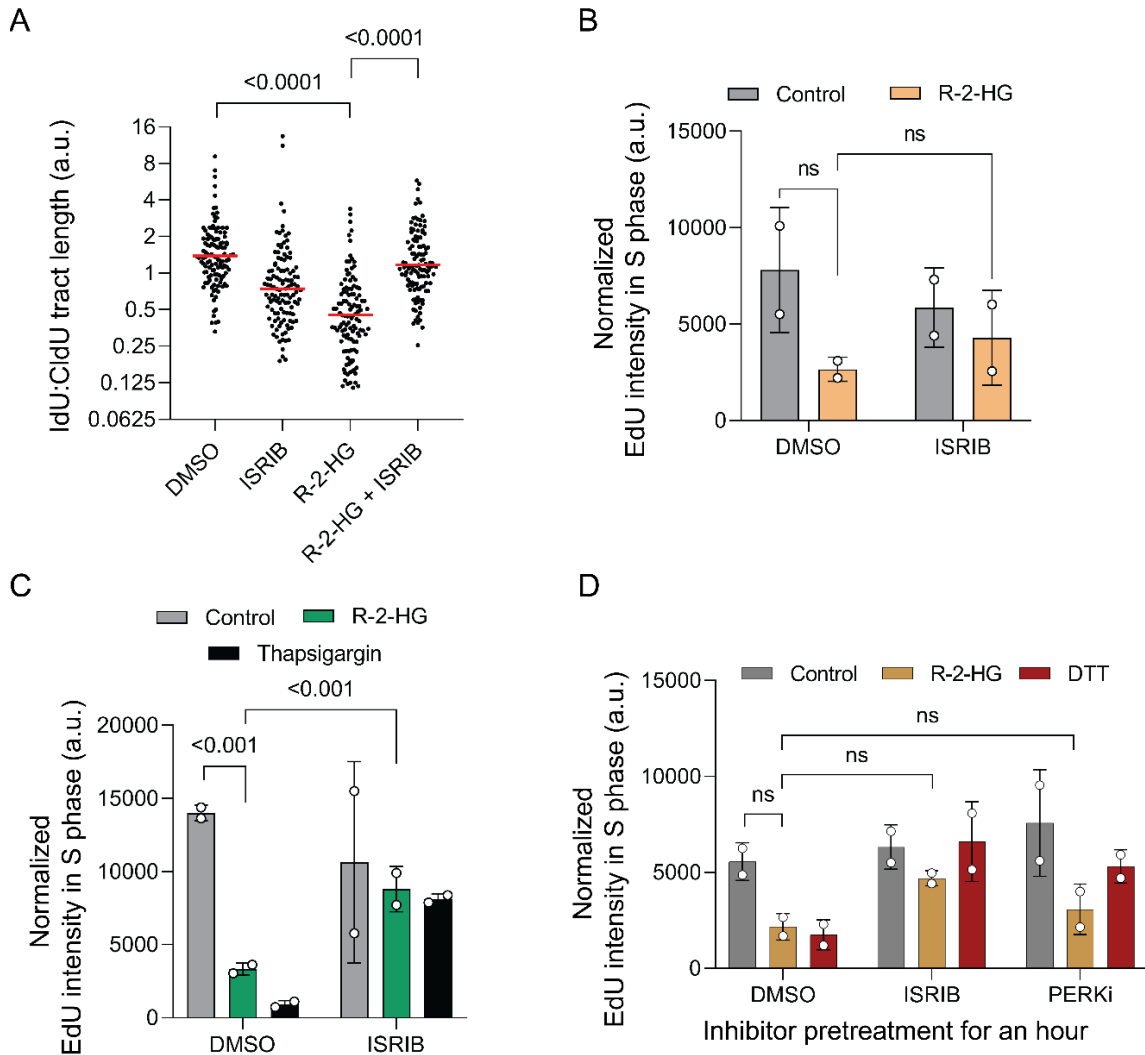 A
<0.0001
<0.0001
IdU:CldU tract length (a.u.)
16
8
4
2
1
0.5
0.25
0.125
0.0625
DMSO
ISRIB
R-2-HG
R-2-HG + ISRIB
B
Control R-2-HG
Normalized
EdU intensity in S phase (a.u.)
15000
10000
5000
0
ns
ns
DMSO ISRIB
C
Control R-2-HG
Thapsigargin
Normalized
EdU intensity in S phase (a.u.)
20000
15000
10000
5000
0
<0.001
<0.001
DMSO ISRIB
D
Control R-2-HG DTT
Normalized
EdU intensity in S phase (a.u.)
15000
10000
5000
0
ns
ns
ns
DMSO ISRIB PERKi
Inhibitor pretreatment for an hour